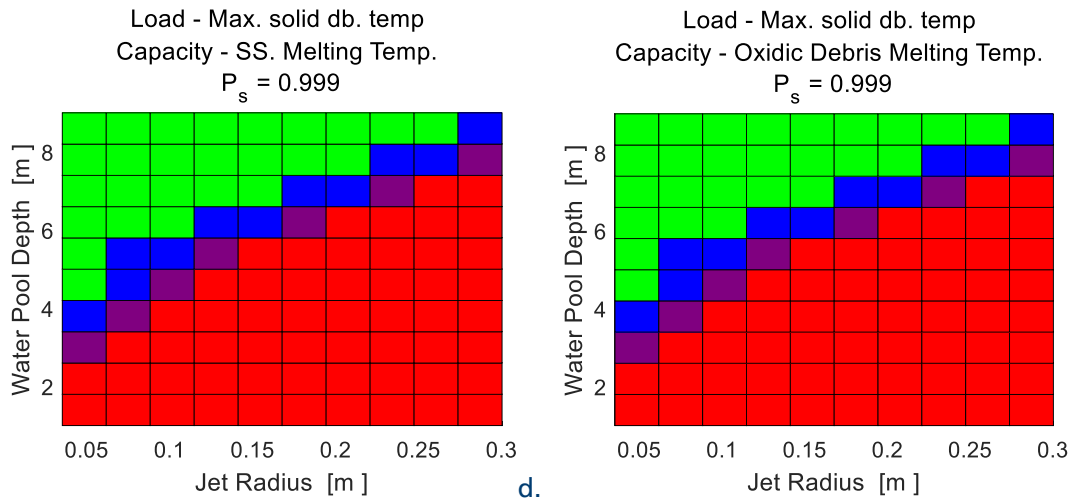 Load - Max. solid db. temp
Capacity - SS. Melting Temp.
Ps = 0.999
Water Pool Depth [m ]
8
6
4
2
0.05 0.1 0.15 0.2 0.25 0.3
Jet Radius [m ]
d.
Load - Max. solid db. temp
Capacity - Oxidic Debris Melting Temp.
Ps = 0.999
Water Pool Depth [m ]
8
6
4
2
0.05 0.1 0.15 0.2 0.25 0.3
Jet Radius [m ]